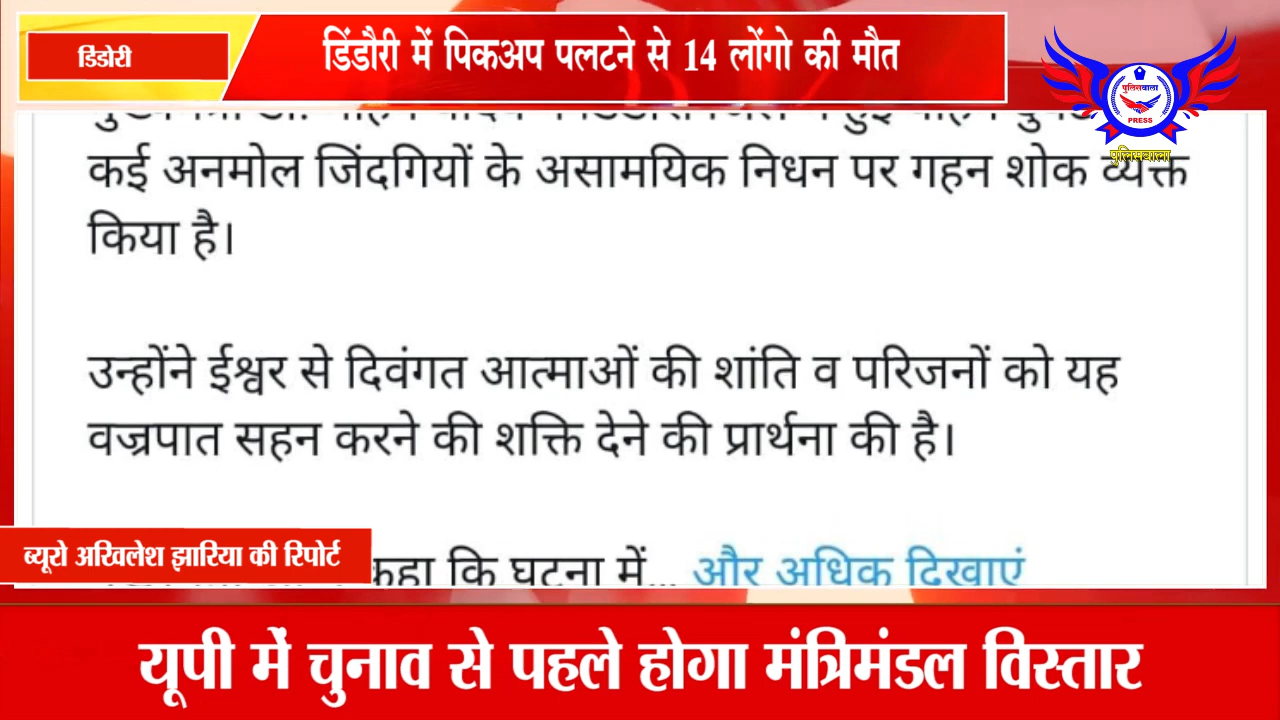 डिंडोरी
डिंडौरी में पिकअप पलटने से 14 लोंगो की मौत
पुलिसवाला
PRESS
पुलिसवाला
कई अनमोल जिंदगियों के असामयिक निधन पर गहन शोक व्यक्त
किया है।
उन्होंने ईश्वर से दिवंगत आत्माओं की शांति व परिजनों को यह
वज्रपात सहन करने की शक्ति देने की प्रार्थना की है।
ब्यूरो अखिलेश झारिया की रिपोर्ट
कहा कि घटना में... और अधिक दिखाएं
यूपी में चुनाव से पहले होगा मंत्रिमंडल विस्तार